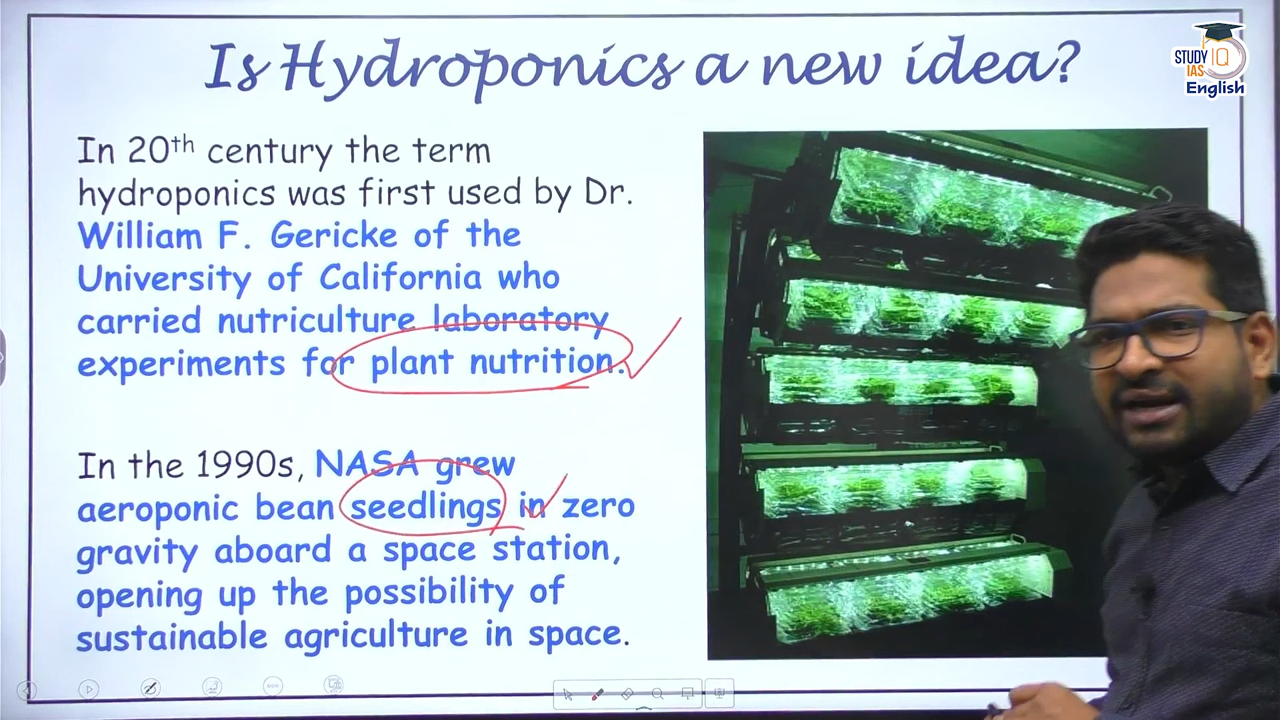 Is Hydroponics a new idea?
STUDY IQ
IAS
English
In 20th century the term
hydroponics was first used by Dr.
William F. Gericke of the
University of California who
carried nutriculture laboratory
experiments for plant nutrition.
In the 1990s, NASA grew
aeroponic bean seedlings in zero
gravity aboard a space station,
opening up the possibility of
sustainable agriculture in space.